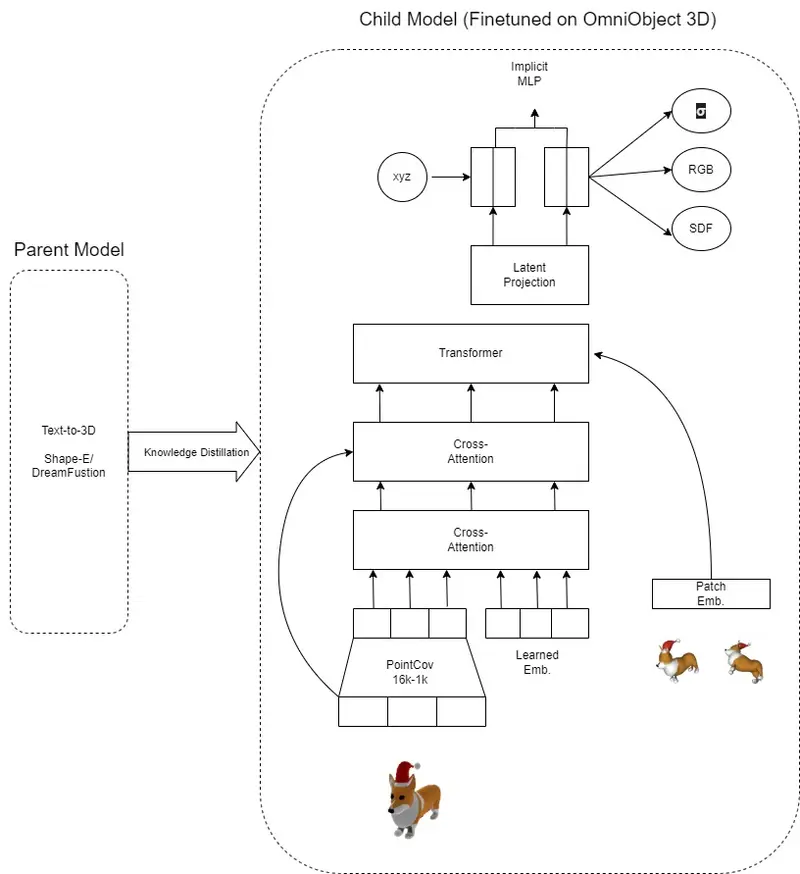 Child Model (Finetuned on OmniObject 3D)
Implicit
MLP
σ
xyz
RGB
SDF
Latent
Projection
Parent Model
Transformer
Text-to-3D
Shape-E/
DreamFustion
Knowledge Distillation
Cross-
Attention
Cross-
Attention
Patch
Emb.
PointCov
16k-1k
Learned
Emb.